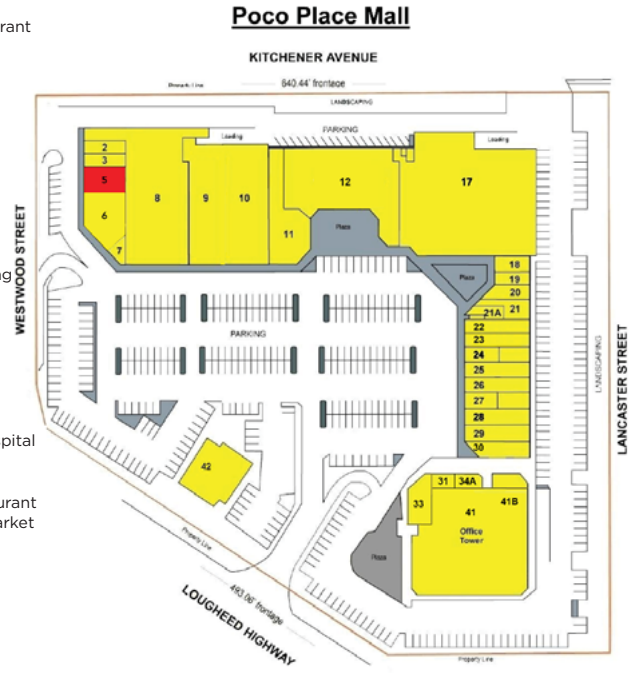 Poco Place Mall
rant
KITCHENER AVENUE
Property Line
640.44' frontage
LANDSCAPING
PARKING
Loading
Loading
2
3
5
6
7
8
9
10
11
12
17
Plaza
Plaza
18
19
20
21
21A
22
23
24
25
26
27
28
29
30
WESTWOOD STREET
ng
PARKING
LANDSCAPING
LANCASTER STREET
spital
urant
arket
42
31
34A
33
41
41B
Office
Tower
Plaza
Property Line
493.06' frontage
LOUGHEED HIGHWAY
Property Line